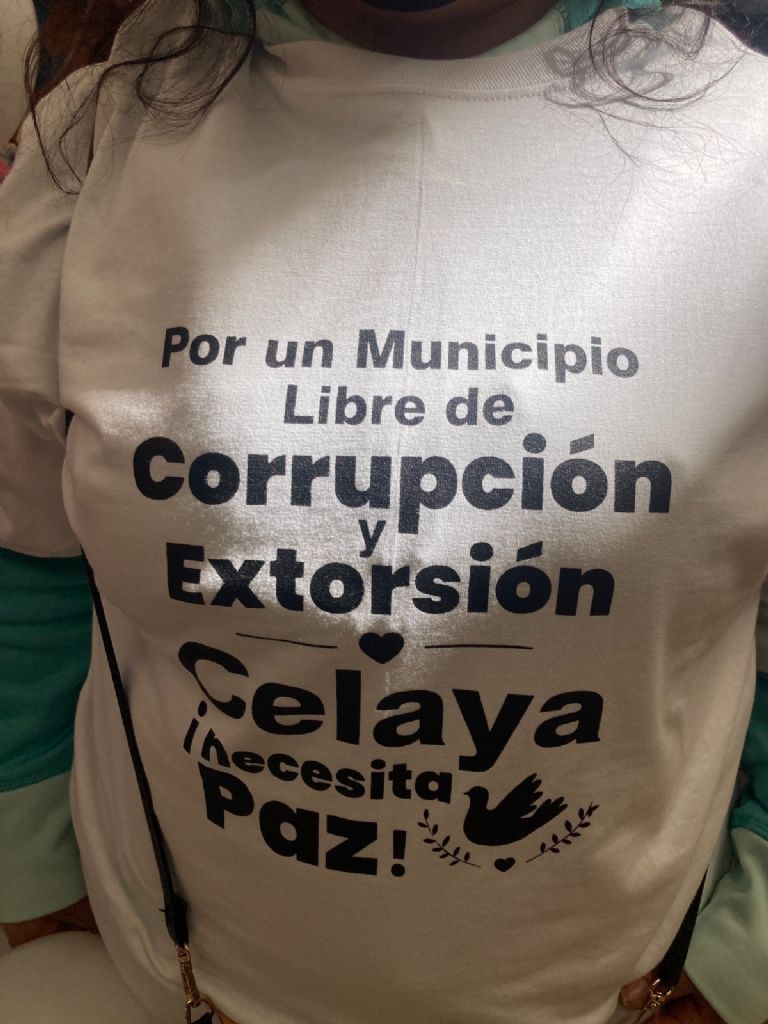 Por un Municipio
Libre de
Corrupción
y
Extorsión
Celaya
¡necesita
Paz!